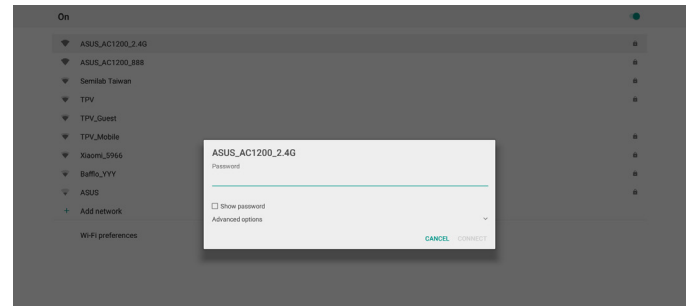 On
ASUS_AC1200_2.4G
ASUS_AC1200_888
Semilab Taiwan
TPV
TPV_Guest
TPV_Mobile
Xiaomi_5966
Baffio_YYY
ASUS
+ Add network
Wi-Fi preferences
ASUS_AC1200_2.4G
Password
Show password
Advanced options
CANCEL CONNECT